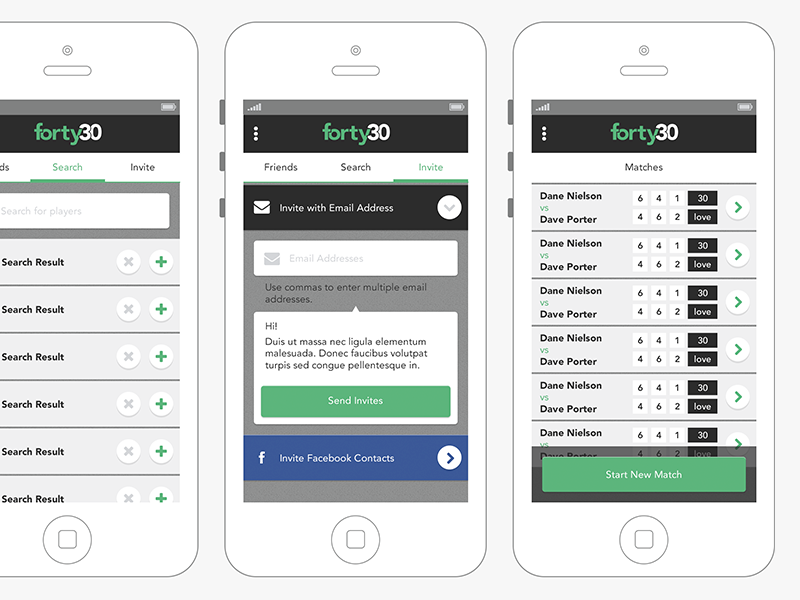 forty30
ds Search Invite
Search for players
Search Result
Search Result
Search Result
Search Result
Search Result
Search Result
forty30
Friends Search Invite
Invite with Email Address
Email Addresses
Use commas to enter multiple email
addresses.
Hi!
Duis ut massa nec ligula elementum
malesuada. Donec faucibus volutpat
turpis sed congue pellentesque in.
Send Invites
f Invite Facebook Contacts
forty30
Matches
Dane Nielson 6 4 1 30
vs
Dave Porter 4 6 2 love
Dane Nielson 6 4 1 30
vs
Dave Porter 4 6 2 love
Dane Nielson 6 4 1 30
vs
Dave Porter 4 6 2 love
Dane Nielson 6 4 1 30
vs
Dave Porter 4 6 2 love
Dane Nielson 6 4 1 30
vs
Dave Porter 4 6 2 love
Dane Nielson 6 4 1 30
vs
Dave Porter 4 6 2 love
Start New Match